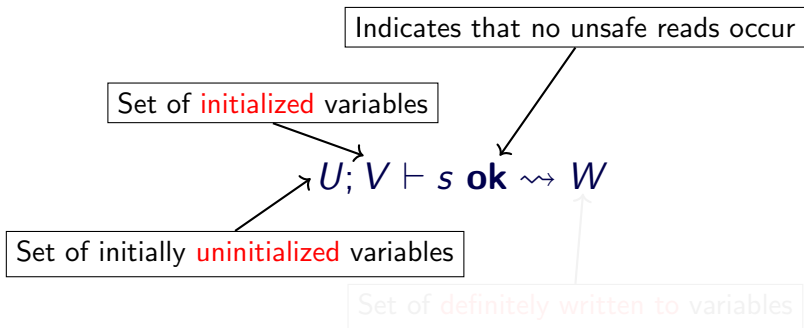 Indicates that no unsafe reads occur
Set of initialized variables
U; V ⊢ s ok ⇝ W
Set of initially uninitialized variables
Set of definitely written to variables